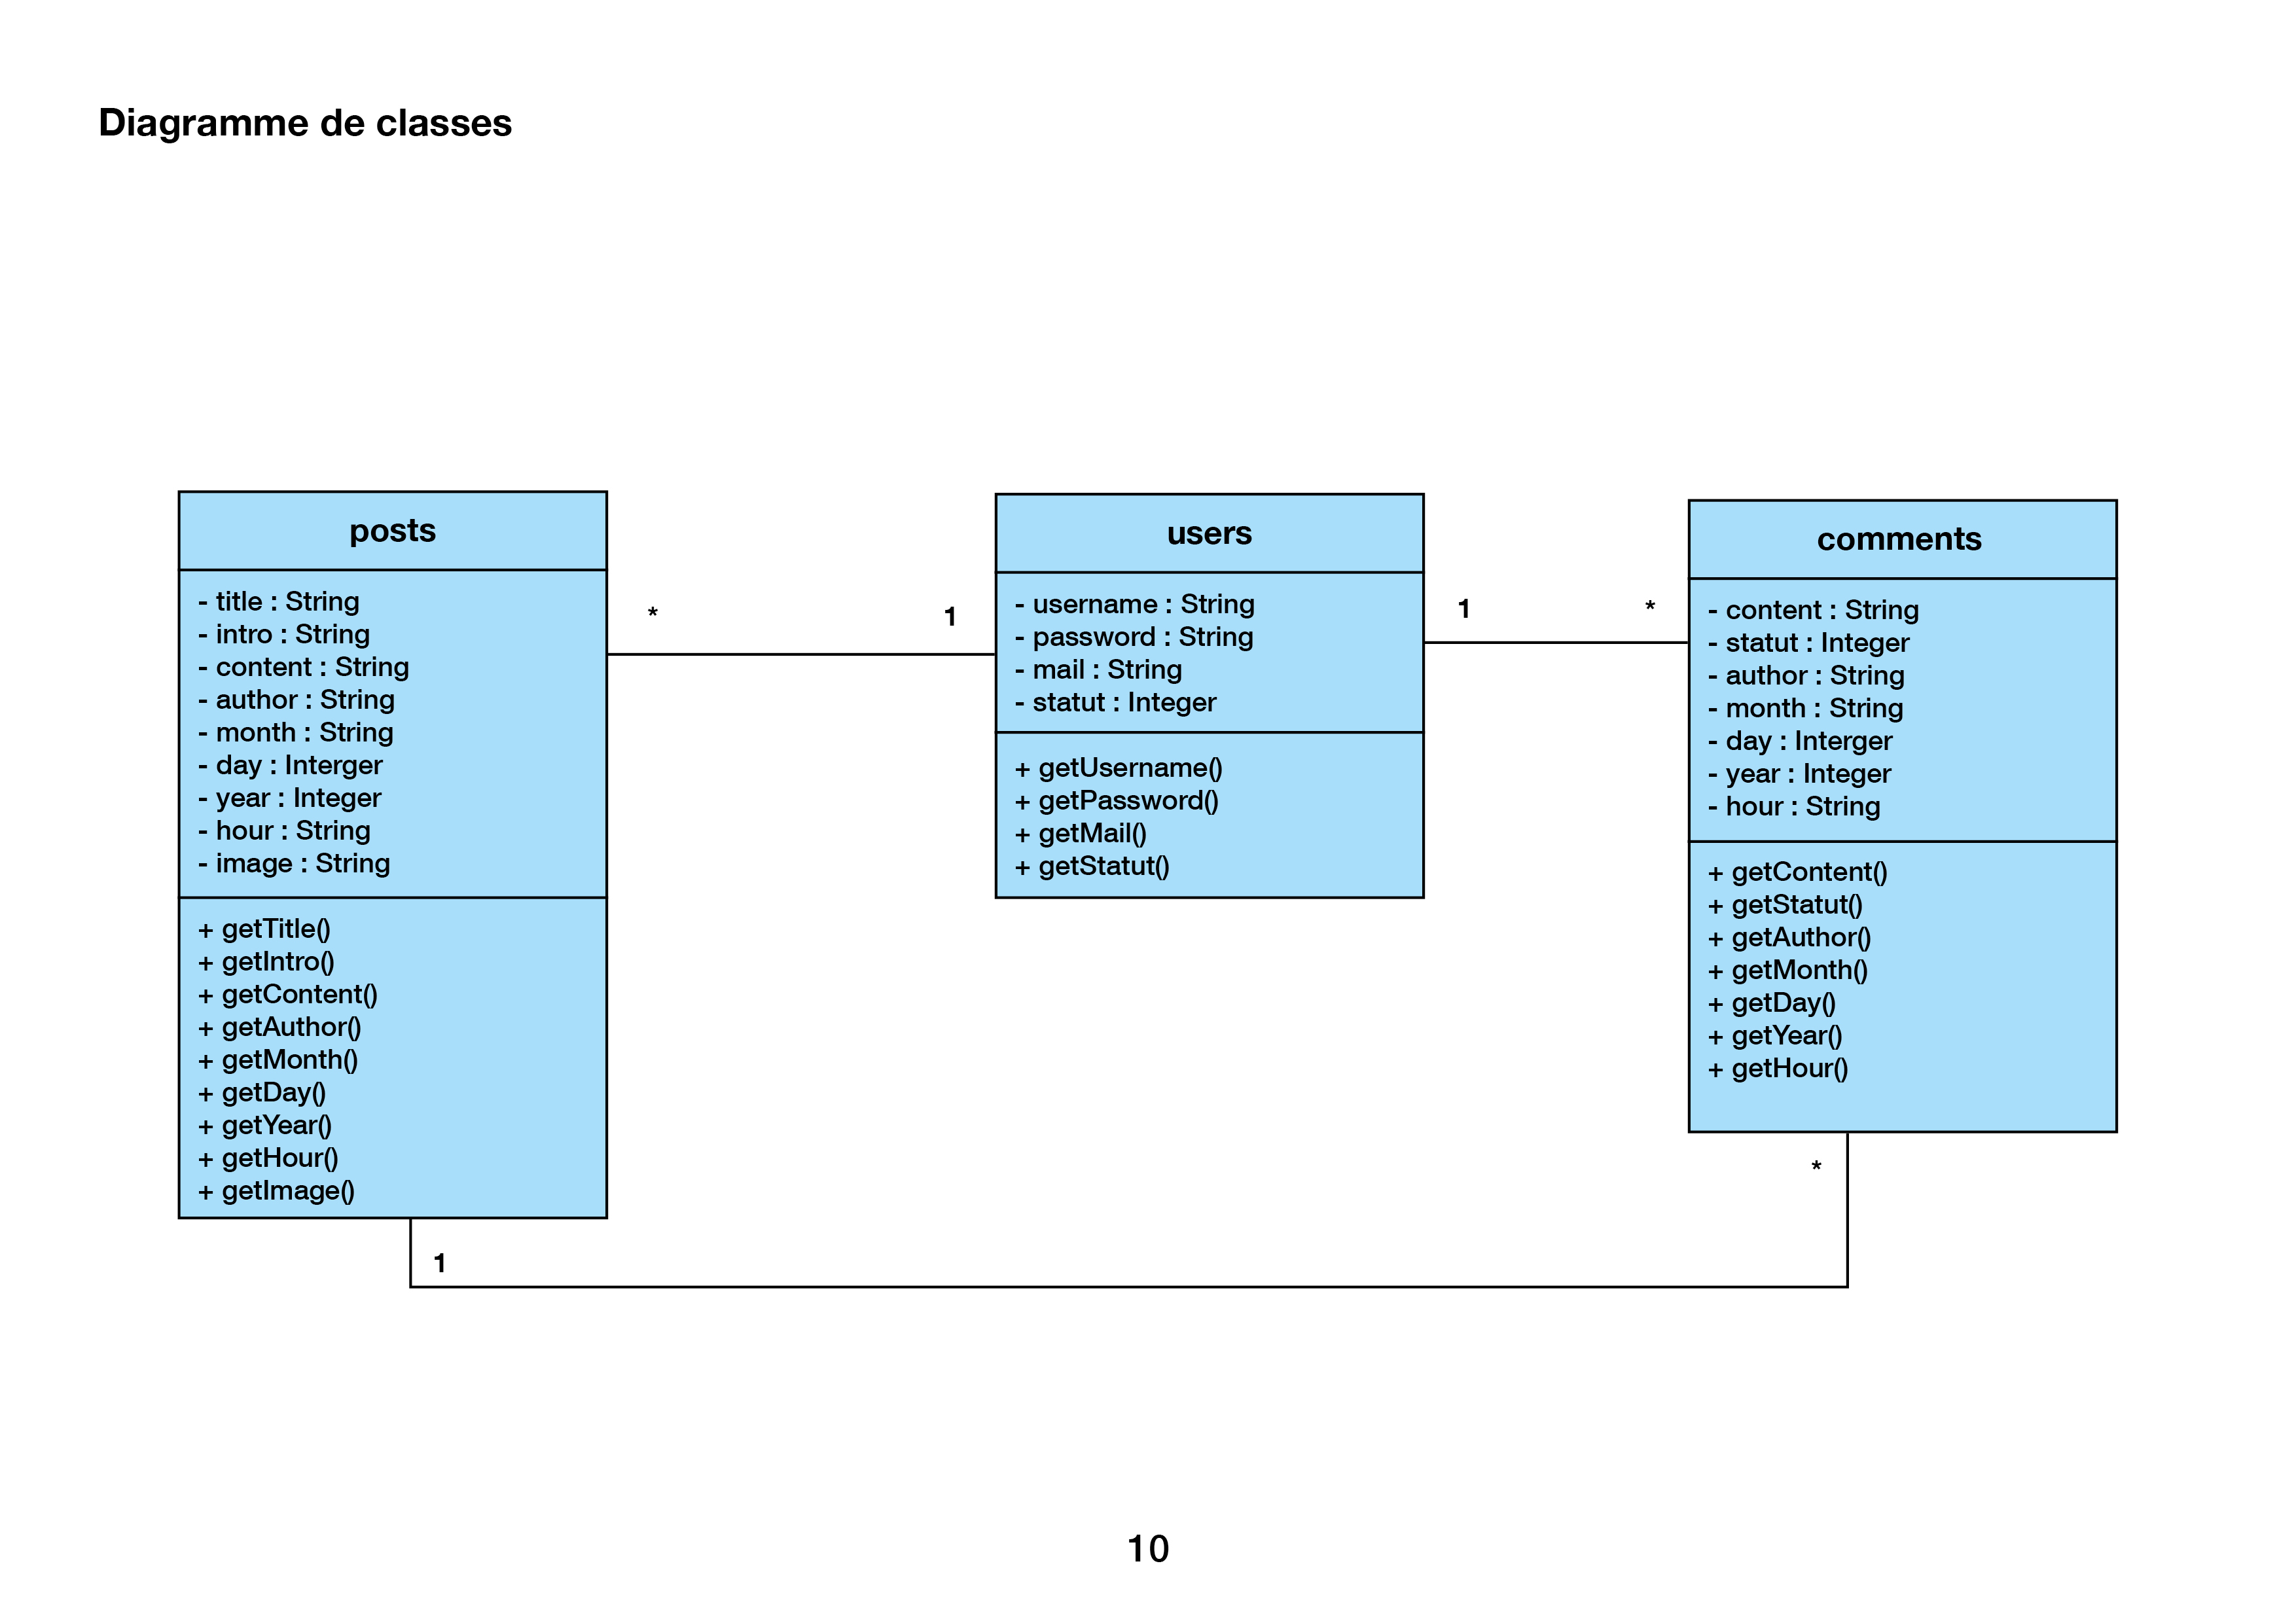 Diagramme de classes
posts
- title : String
- intro : String
- content : String
- author : String
- month : String
- day : Interger
- year : Integer
- hour : String
- image : String
+ getTitle()
+ getIntro()
+ getContent()
+ getAuthor()
+ getMonth()
+ getDay()
+ getYear()
+ getHour()
+ getImage()
*
1
users
- username : String
- password : String
- mail : String
- statut : Integer
+ getUsername()
+ getPassword()
+ getMail()
+ getStatut()
1
*
comments
- content : String
- statut : Integer
- author : String
- month : String
- day : Interger
- year : Integer
- hour : String
+ getContent()
+ getStatut()
+ getAuthor()
+ getMonth()
+ getDay()
+ getYear()
+ getHour()
*
1
10